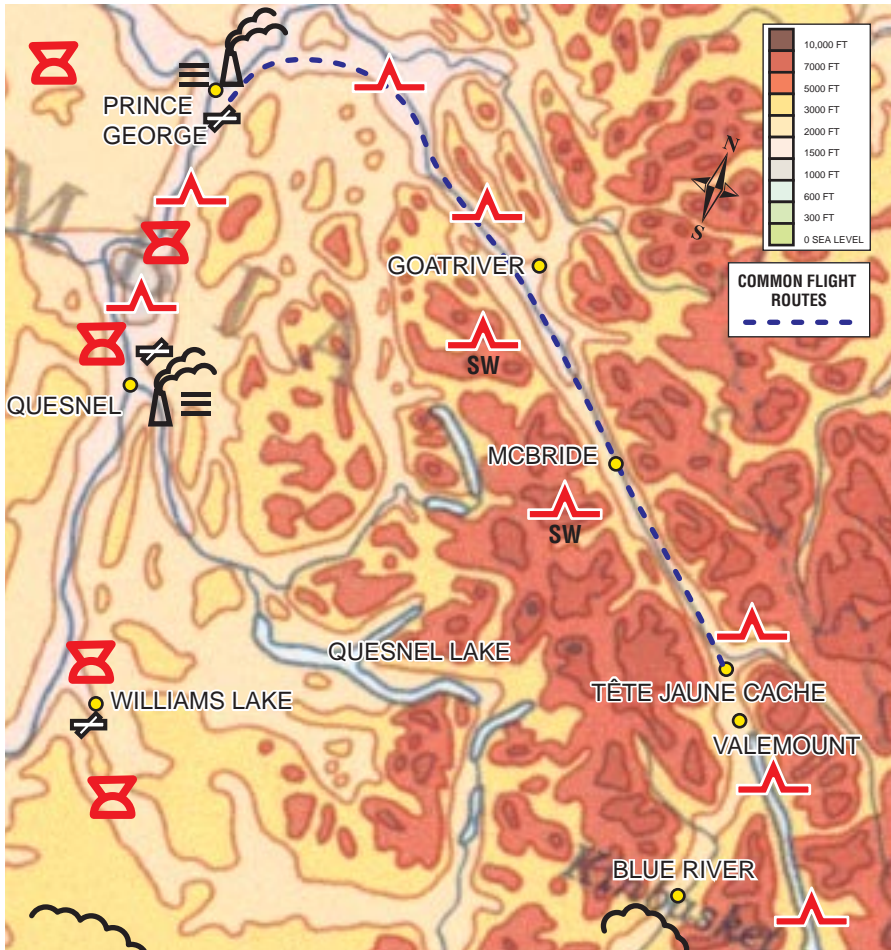 PRINCE
GEORGE
10,000 FT
7000 FT
5000 FT
3000 FT
2000 FT
1500 FT
1000 FT
600 FT
300 FT
0 SEA LEVEL
N
S
COMMON FLIGHT
ROUTES
M
I
A
GOATRIVER
SW
QUESNEL
MCBRIDE
SW
QUESNEL LAKE
TÊTE JAUNE CACHE
WILLIAMS LAKE
VALEMOUNT
BLUE RIVER